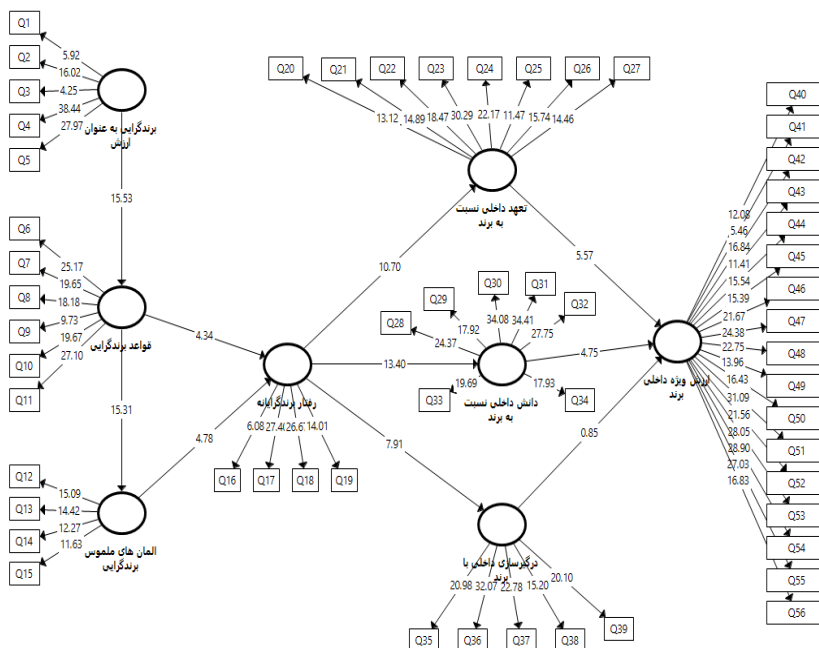 Q1
Q2
Q3
Q4
Q5
5.92
16.02
4.25
38.44
27.97
برندگرایی به عنوان
ارزش
15.53
Q6
Q7
Q8
Q9
Q10
Q11
25.17
19.65
18.18
9.73
19.67
27.10
قواعد برندگرایی
15.31
4.34
Q12
Q13
Q14
Q15
15.09
14.42
12.27
11.63
المان های ملموس
برندگرایی
4.78
رفتار برندگرایانه
6.08
14.01
Q16
Q17
Q18
Q19
10.70
13.40
7.91
Q20
Q21
Q22
Q23
Q24
Q25
Q26
Q27
13.12
14.89
18.47
30.29
22.17
11.47
15.74
14.46
تعهد داخلی نسبت
به برند
5.57
Q28
Q29
Q30
Q31
Q32
Q33
Q34
24.37
17.92
34.08
34.41
27.75
19.69
17.93
دانش داخلی نسبت
به برند
4.75
درگیرسازی داخلی با
برند
0.85
20.98
32.07
22.78
15.20
20.10
Q35
Q36
Q37
Q38
Q39
ارزش ویژه داخلی
برند
12.08
5.46
16.84
11.41
15.54
15.39
21.67
24.38
22.75
13.96
16.43
31.09
21.56
28.05
28.90
27.03
16.83
Q40
Q41
Q42
Q43
Q44
Q45
Q46
Q47
Q48
Q49
Q50
Q51
Q52
Q53
Q54
Q55
Q56